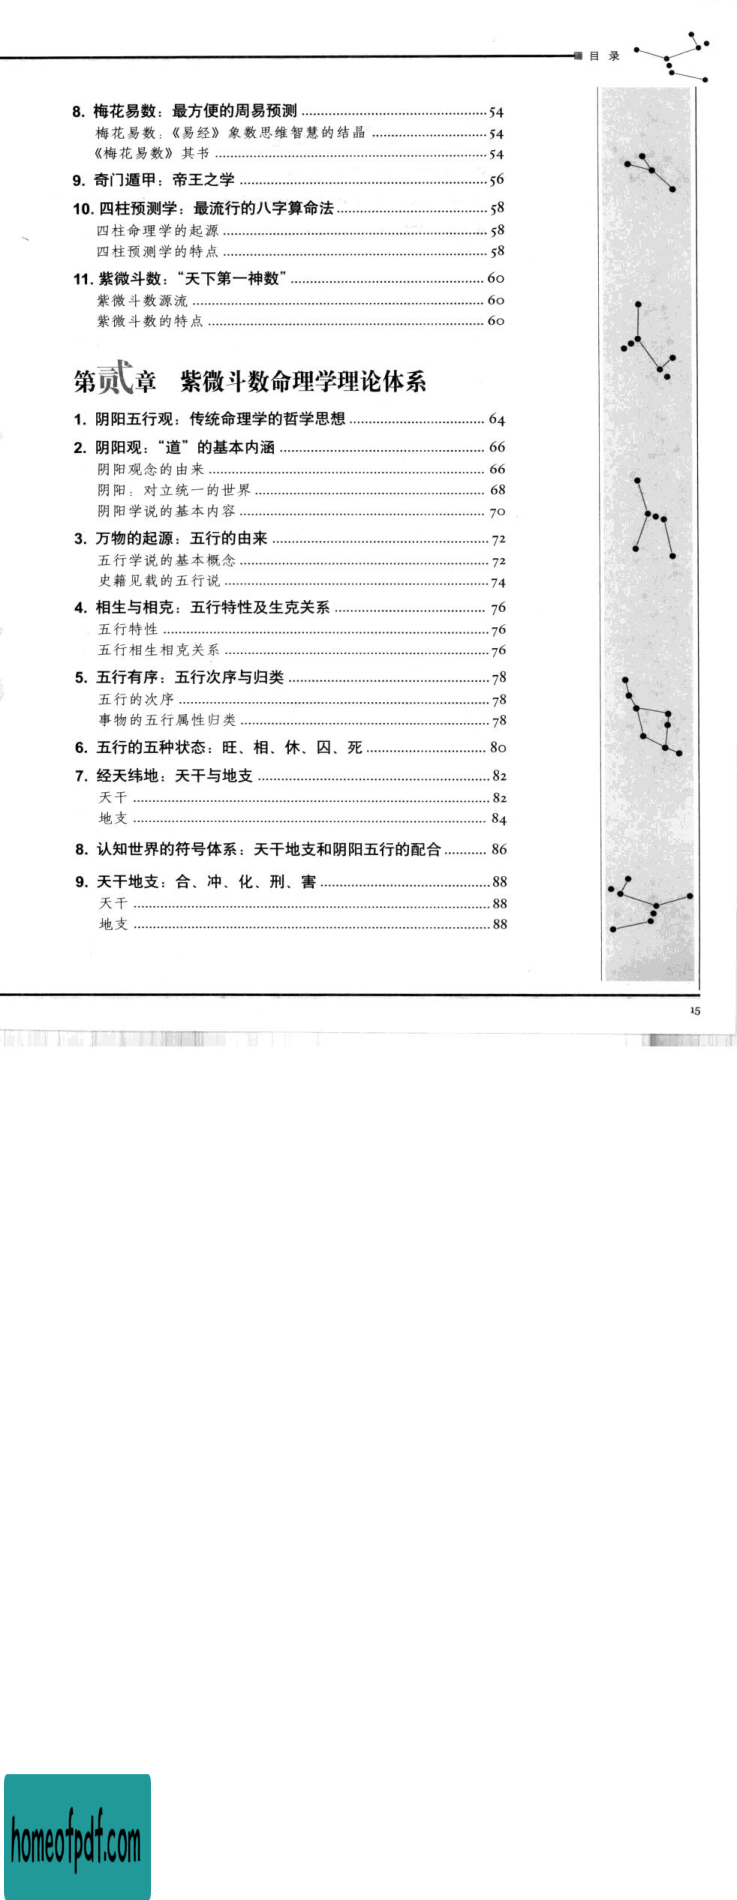 目 录
8. 梅花易数：最方便的周易预测 ........ 54
梅花易数：《易经》象数思维智慧的结晶 ........ 54
《梅花易数》其书 ........ 54
9. 奇门遁甲：帝王之学 ........ 56
10. 四柱预测学：最流行的八字算命法 ........ 58
四柱命理学的起源 ........ 58
四柱预测学的特点 ........ 58
11. 紫微斗数：“天下第一神数” ........ 60
紫微斗数源流 ........ 60
紫微斗数的特点 ........ 60
第贰章 紫微斗数命理学理论体系
1. 阴阳五行观：传统命理学的哲学思想 ........ 64
2. 阴阳观：“道”的基本内涵 ........ 66
阴阳观念的由来 ........ 66
阴阳：对立统一的世界 ........ 68
阴阳学说的基本内容 ........ 70
3. 万物的起源：五行的由来 ........ 72
五行学说的基本概念 ........ 72
史籍见载的五行说 ........ 74
4. 相生与相克：五行特性及生克关系 ........ 76
五行特性 ........ 76
五行相生相克关系 ........ 76
5. 五行有序：五行次序与归类 ........ 78
五行的次序 ........ 78
事物的五行属性归类 ........ 78
6. 五行的五种状态：旺、相、休、囚、死 ........ 80
7. 经天纬地：天干与地支 ........ 82
天干 ........ 82
地支 ........ 84
8. 认知世界的符号体系：天干地支和阴阳五行的配合 ........ 86
9. 天干地支：合、冲、化、刑、害 ........ 88
天干 ........ 88
地支 ........ 88
15
homeofpdf.com